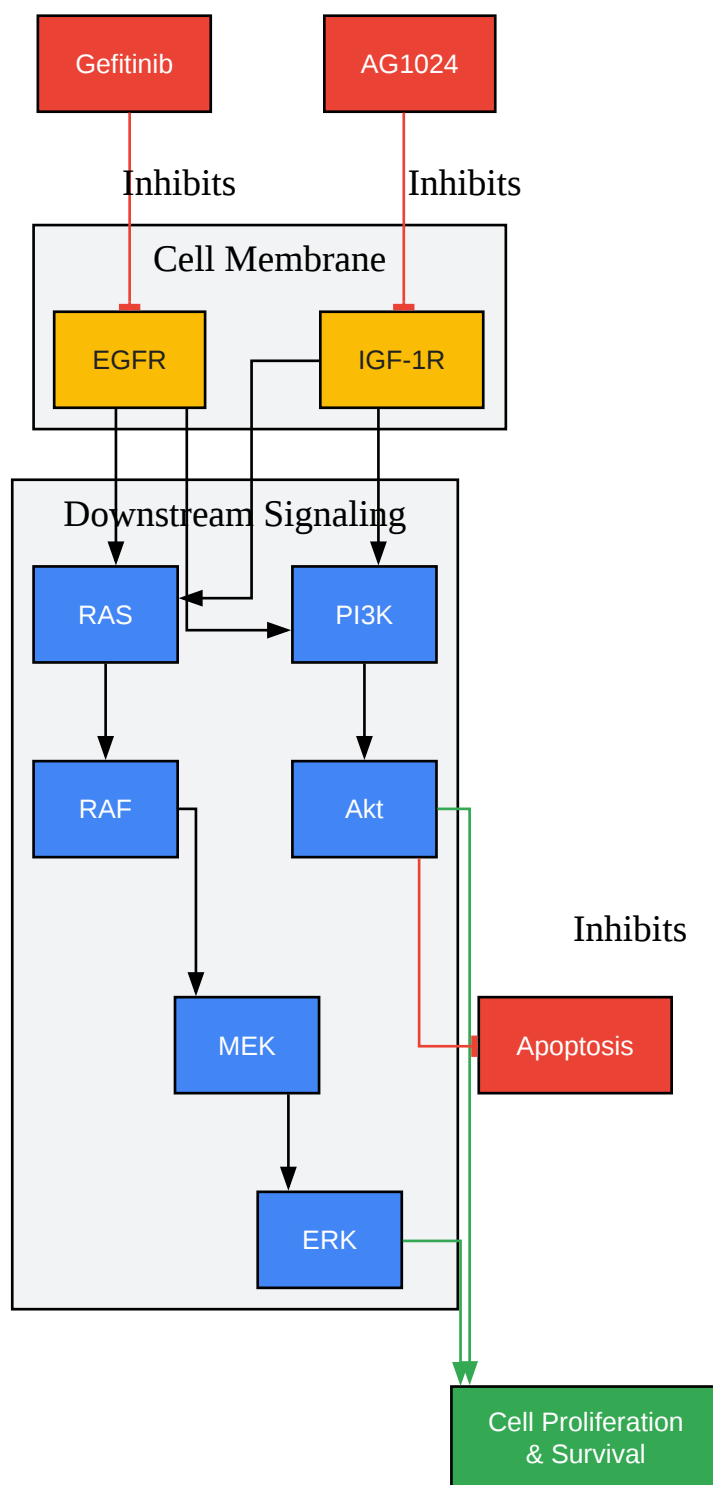 Gefitinib
AG1024
Inhibits
Inhibits
Cell Membrane
EGFR
IGF-1R
Downstream Signaling
RAS
PI3K
RAF
Akt
Inhibits
MEK
Apoptosis
ERK
Cell Proliferation
& Survival